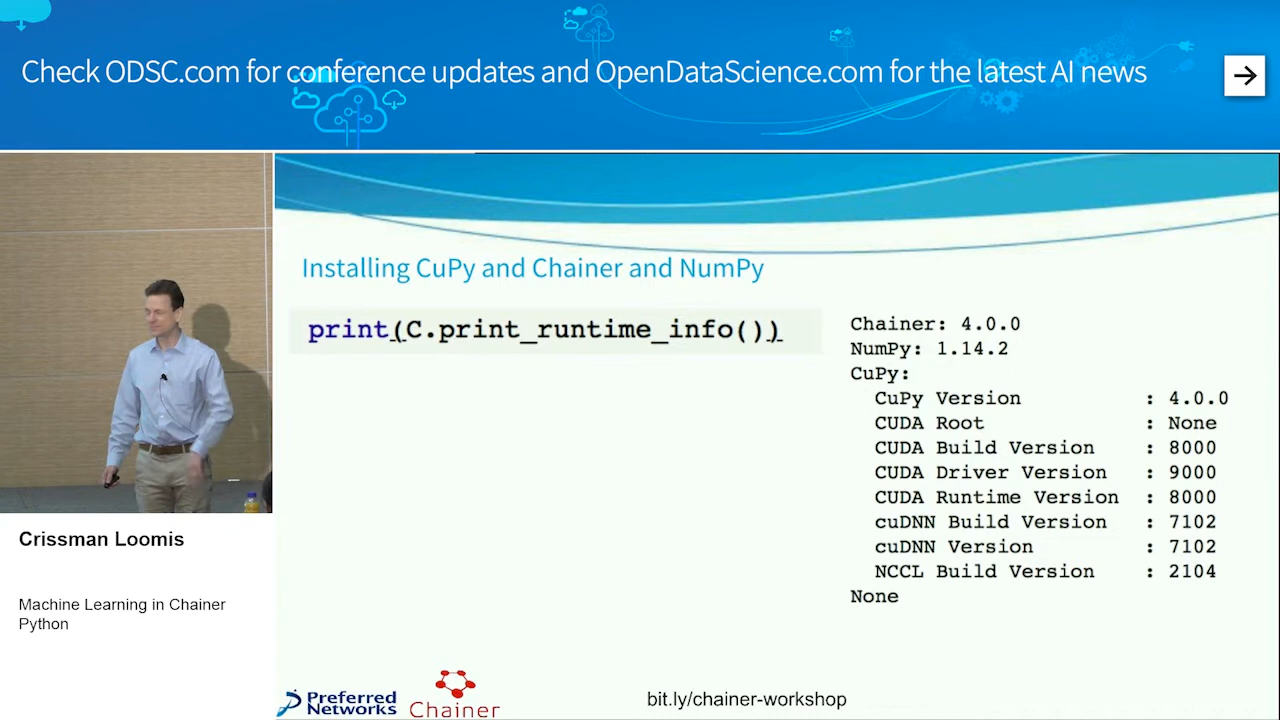 Check ODSC.com for conference updates and OpenDataScience.com for the latest AI news
Installing CuPy and Chainer and NumPy
print(C.print_runtime_info())
Chainer: 4.0.0
NumPy: 1.14.2
CuPy:
CuPy Version : 4.0.0
CUDA Root : None
CUDA Build Version : 8000
CUDA Driver Version : 9000
CUDA Runtime Version : 8000
cuDNN Build Version : 7102
cuDNN Version : 7102
NCCL Build Version : 2104
None
Crissman Loomis
Machine Learning in Chainer
Python
Preferred
Networks
Chainer
bit.ly/chainer-workshop